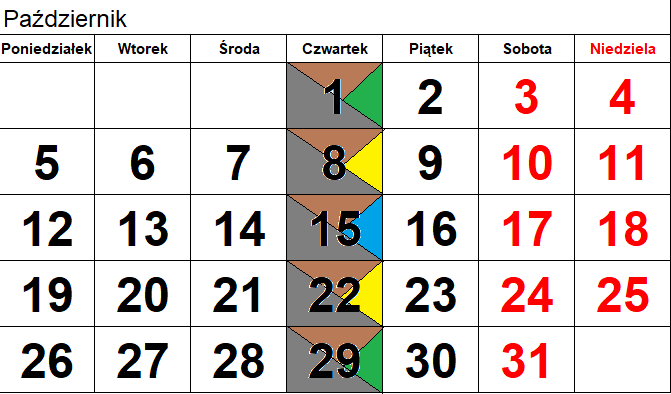 Październik
Poniedziałek Wtorek Środa Czwartek Piątek Sobota Niedziela
1 2 3 4
5 6 7 8 9 10 11
12 13 14 15 16 17 18
19 20 21 22 23 24 25
26 27 28 29 30 31